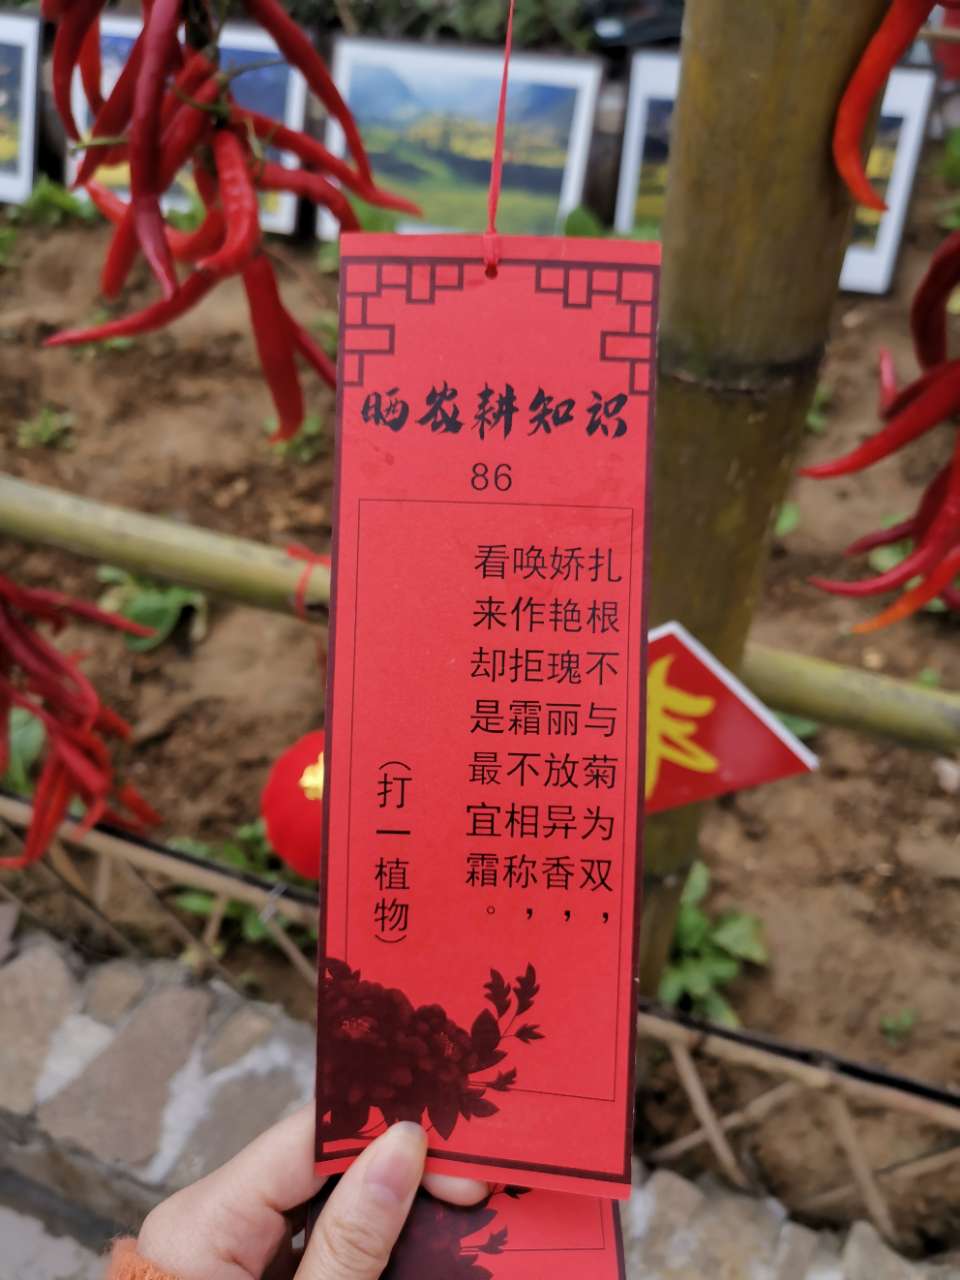 晒农耕知识
86
扎根不与菊为双，
娇艳瑰丽放异香，
唤作拒霜不相称，
看来却是最宜霜。
（打一植物）